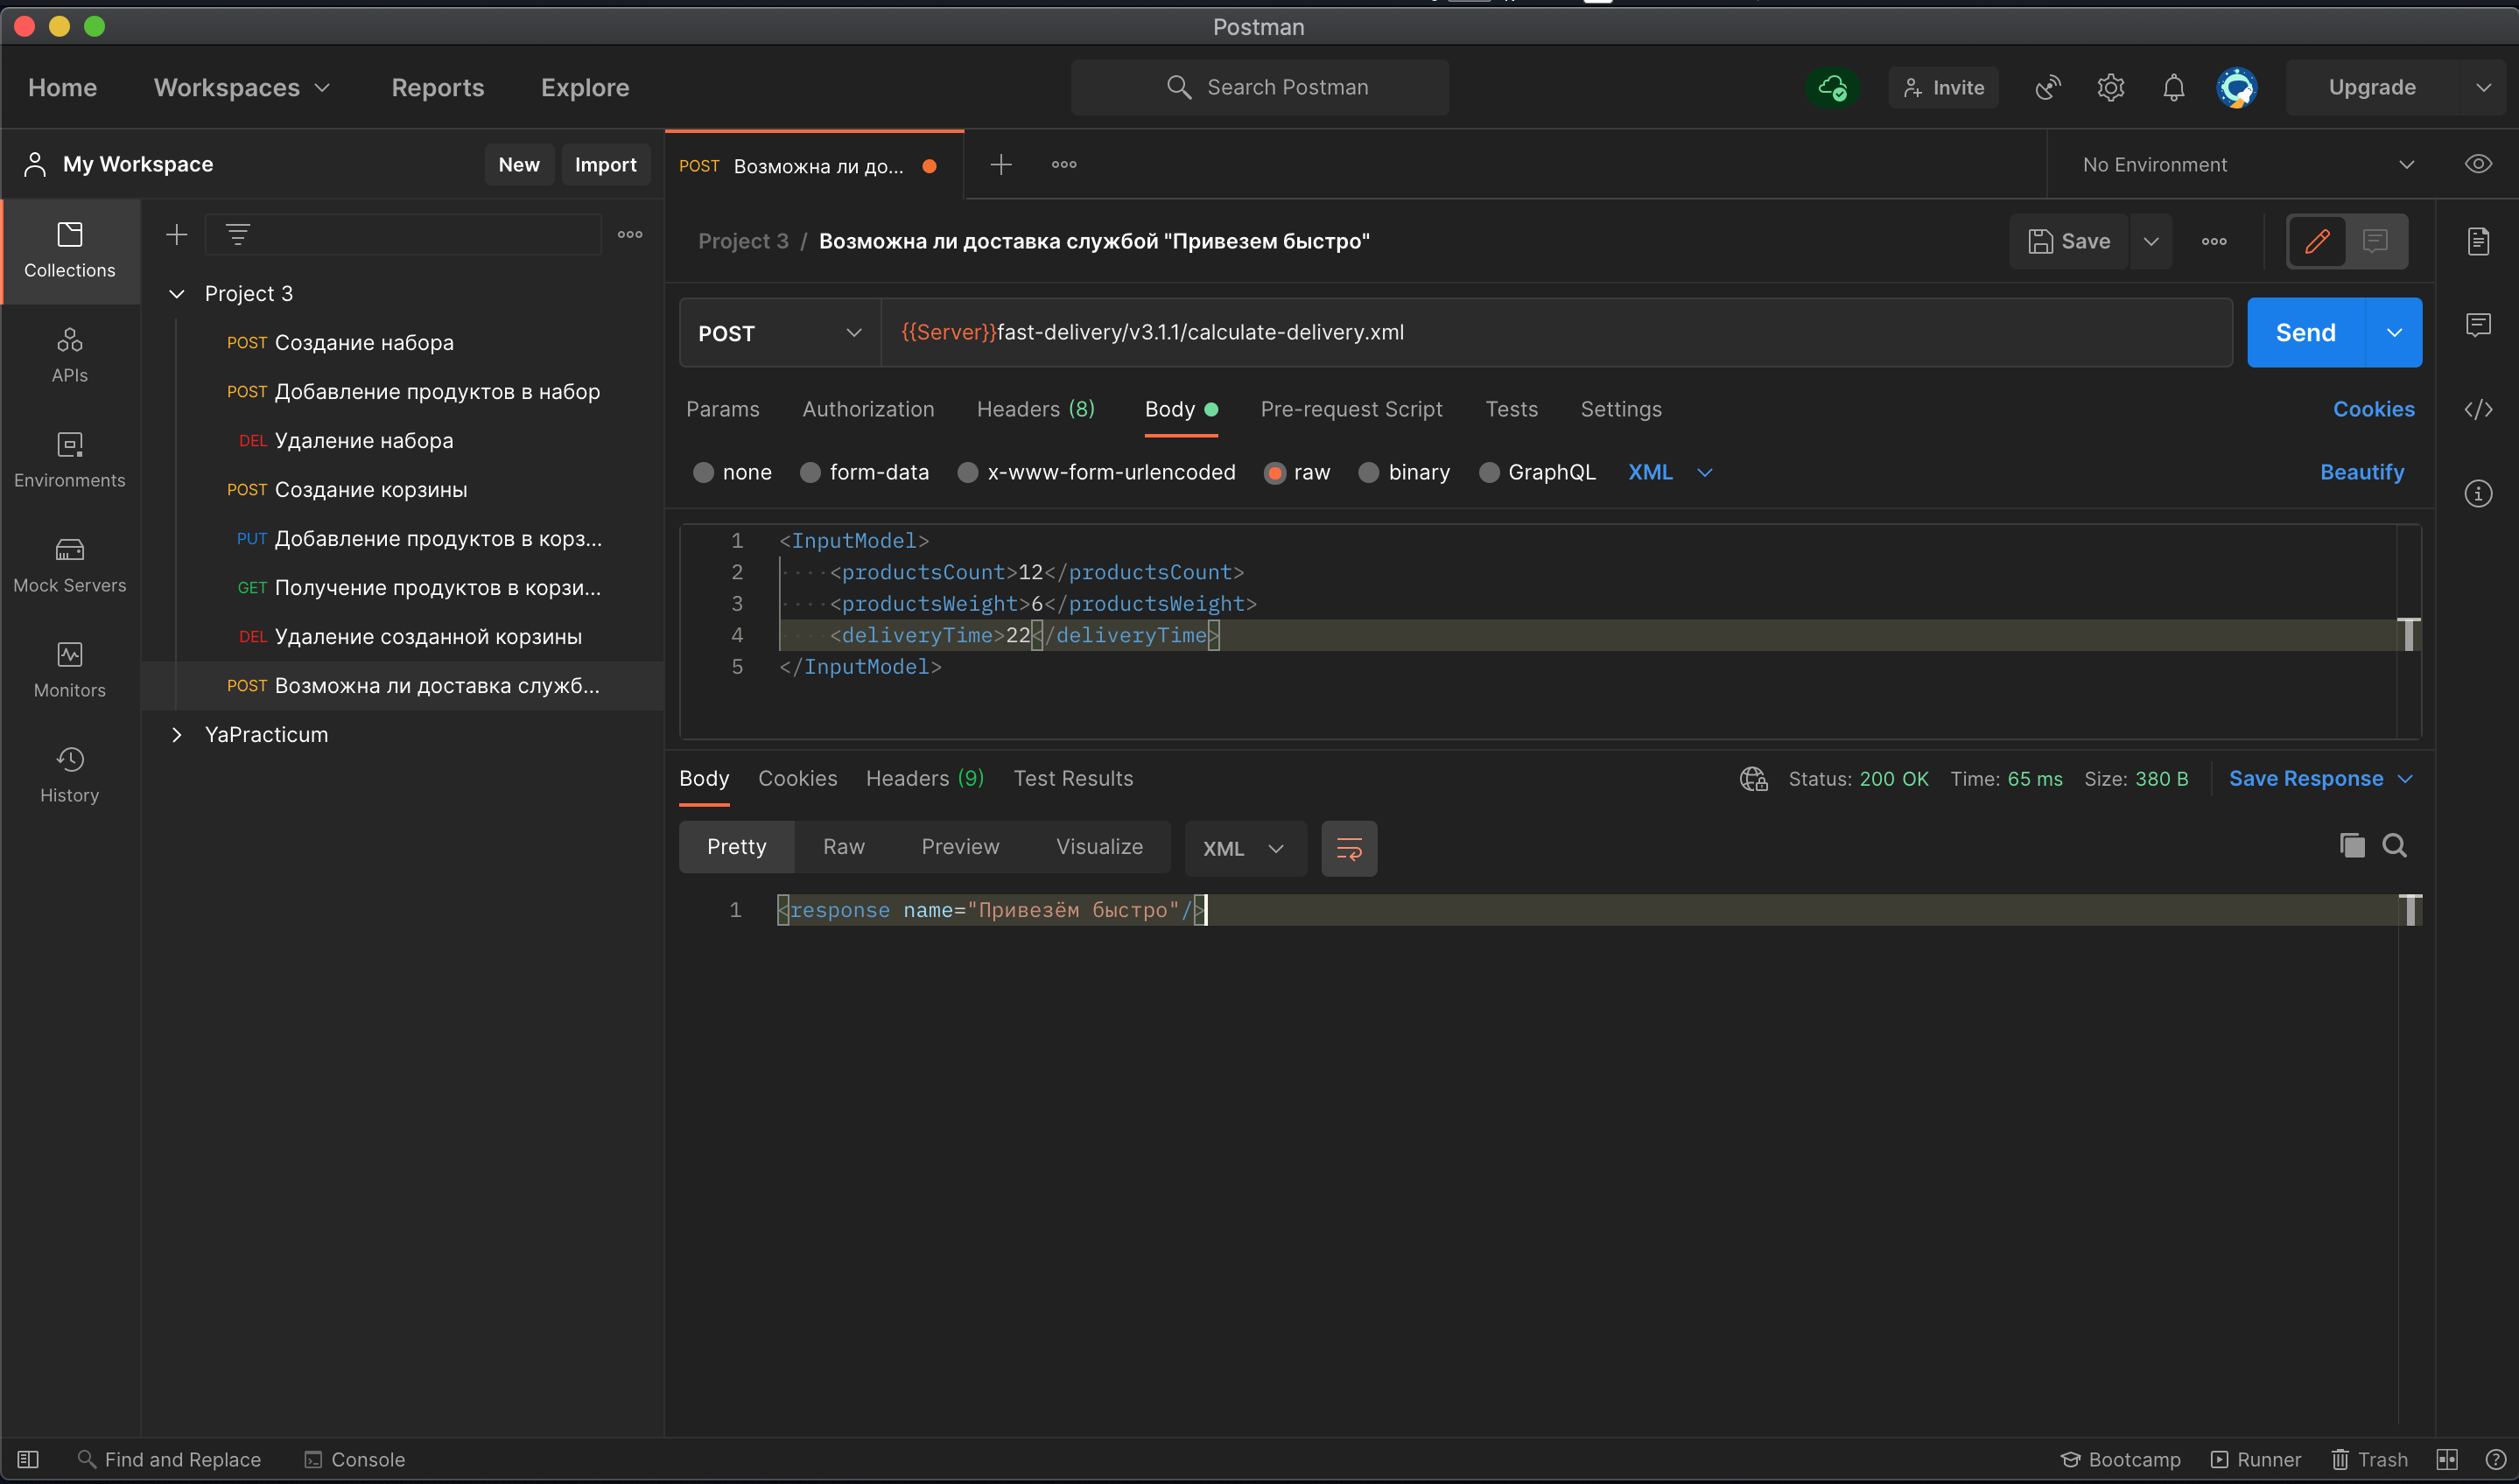 Postman
Home Workspaces Reports Explore Search Postman Invite Upgrade
My Workspace New Import POST Возможна ли до... No Environment
Project 3 / Возможна ли доставка службой "Привезем быстро" Save
Collections
Project 3
POST Создание набора
POST Добавление продуктов в набор
DEL Удаление набора
POST Создание корзины
PUT Добавление продуктов в корз...
GET Получение продуктов в корзи...
DEL Удаление созданной корзины
POST Возможна ли доставка служб...
YaPracticum
APIs
Environments
Mock Servers
Monitors
History
POST {{Server}}fast-delivery/v3.1.1/calculate-delivery.xml Send
Params Authorization Headers (8) Body Pre-request Script Tests Settings Cookies
none form-data x-www-form-urlencoded raw binary GraphQL XML Beautify
1 <InputModel>
2 ····<productsCount>12</productsCount>
3 ····<productsWeight>6</productsWeight>
4 ····<deliveryTime>22</deliveryTime>
5 </InputModel>
Body Cookies Headers (9) Test Results Status: 200 OK Time: 65 ms Size: 380 B Save Response
Pretty Raw Preview Visualize XML
1 <response name="Привезём быстро"/>
Find and Replace Console Bootcamp Runner Trash